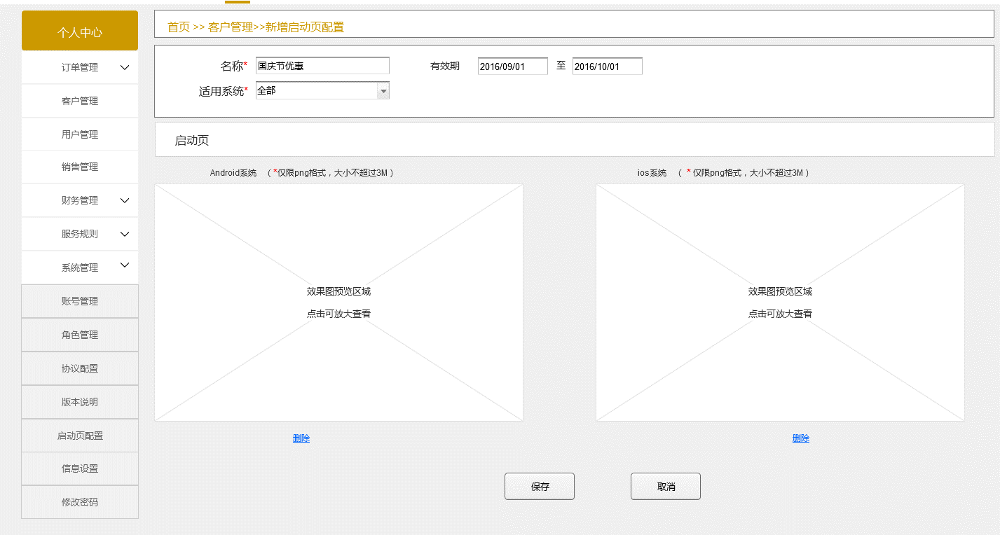 个人中心
订单管理
客户管理
用户管理
销售管理
财务管理
服务规则
系统管理
账号管理
角色管理
协议配置
版本说明
启动页配置
信息设置
修改密码
首页 >> 客户管理>>新增启动页配置
名称* 国庆节优惠 有效期 2016/09/01 至 2016/10/01
适用系统* 全部
启动页
Android系统 （*仅限png格式，大小不超过3M）
ios系统 （ * 仅限png格式，大小不超过3M）
效果图预览区域
点击可放大查看
效果图预览区域
点击可放大查看
删除
删除
保存
取消